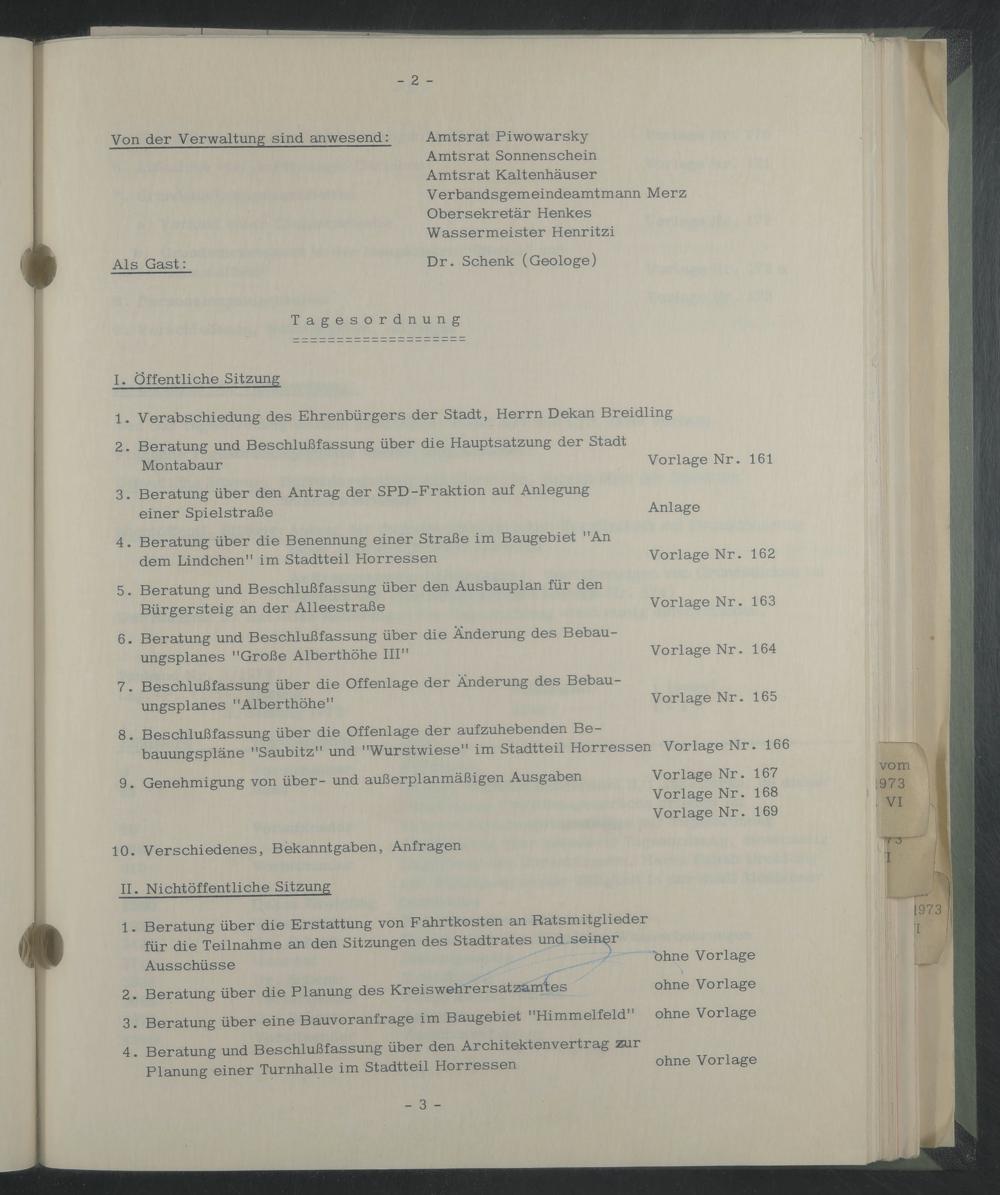 - 2 -
Von der Verwaltung sind anwesend: Amtsrat Piwowarsky
Amtsrat Sonnenschein
Amtsrat Kaltenhäuser
Verbandsgemeindeamtmann Merz
Obersekretär Henkes
Wassermeister Henritzi
Als Gast: Dr. Schenk (Geologe)
Tagesordnung
====================
I. Öffentliche Sitzung
1. Verabschiedung des Ehrenbürgers der Stadt, Herrn Dekan Breidling
2. Beratung und Beschlußfassung über die Hauptsatzung der Stadt
Montabaur Vorlage Nr. 161
3. Beratung über den Antrag der SPD-Fraktion auf Anlegung
einer Spielstraße Anlage
4. Beratung über die Benennung einer Straße im Baugebiet "An
dem Lindchen" im Stadtteil Horressen Vorlage Nr. 162
5. Beratung und Beschlußfassung über den Ausbauplan für den
Bürgersteig an der Alleestraße Vorlage Nr. 163
6. Beratung und Beschlußfassung über die Änderung des Bebau-
ungsplanes "Große Alberthöhe III" Vorlage Nr. 164
7. Beschlußfassung über die Offenlage der Änderung des Bebau-
ungsplanes "Alberthöhe" Vorlage Nr. 165
8. Beschlußfassung über die Offenlage der aufzuhebenden Be-
bauungspläne "Saubitz" und "Wurstwiese" im Stadtteil Horressen Vorlage Nr. 166
9. Genehmigung von über- und außerplanmäßigen Ausgaben Vorlage Nr. 167
Vorlage Nr. 168
Vorlage Nr. 169
10. Verschiedenes, Bekanntgaben, Anfragen
II. Nichtöffentliche Sitzung
1. Beratung über die Erstattung von Fahrtkosten an Ratsmitglieder
für die Teilnahme an den Sitzungen des Stadtrates und seiner
Ausschüsse ohne Vorlage
2. Beratung über die Planung des Kreiswehrersatzamtes ohne Vorlage
3. Beratung über eine Bauvoranfrage im Baugebiet "Himmelfeld" ohne Vorlage
4. Beratung und Beschlußfassung über den Architektenvertrag zur
Planung einer Turnhalle im Stadtteil Horressen ohne Vorlage
- 3 -
vom
1973
VI
73
I
1973
I